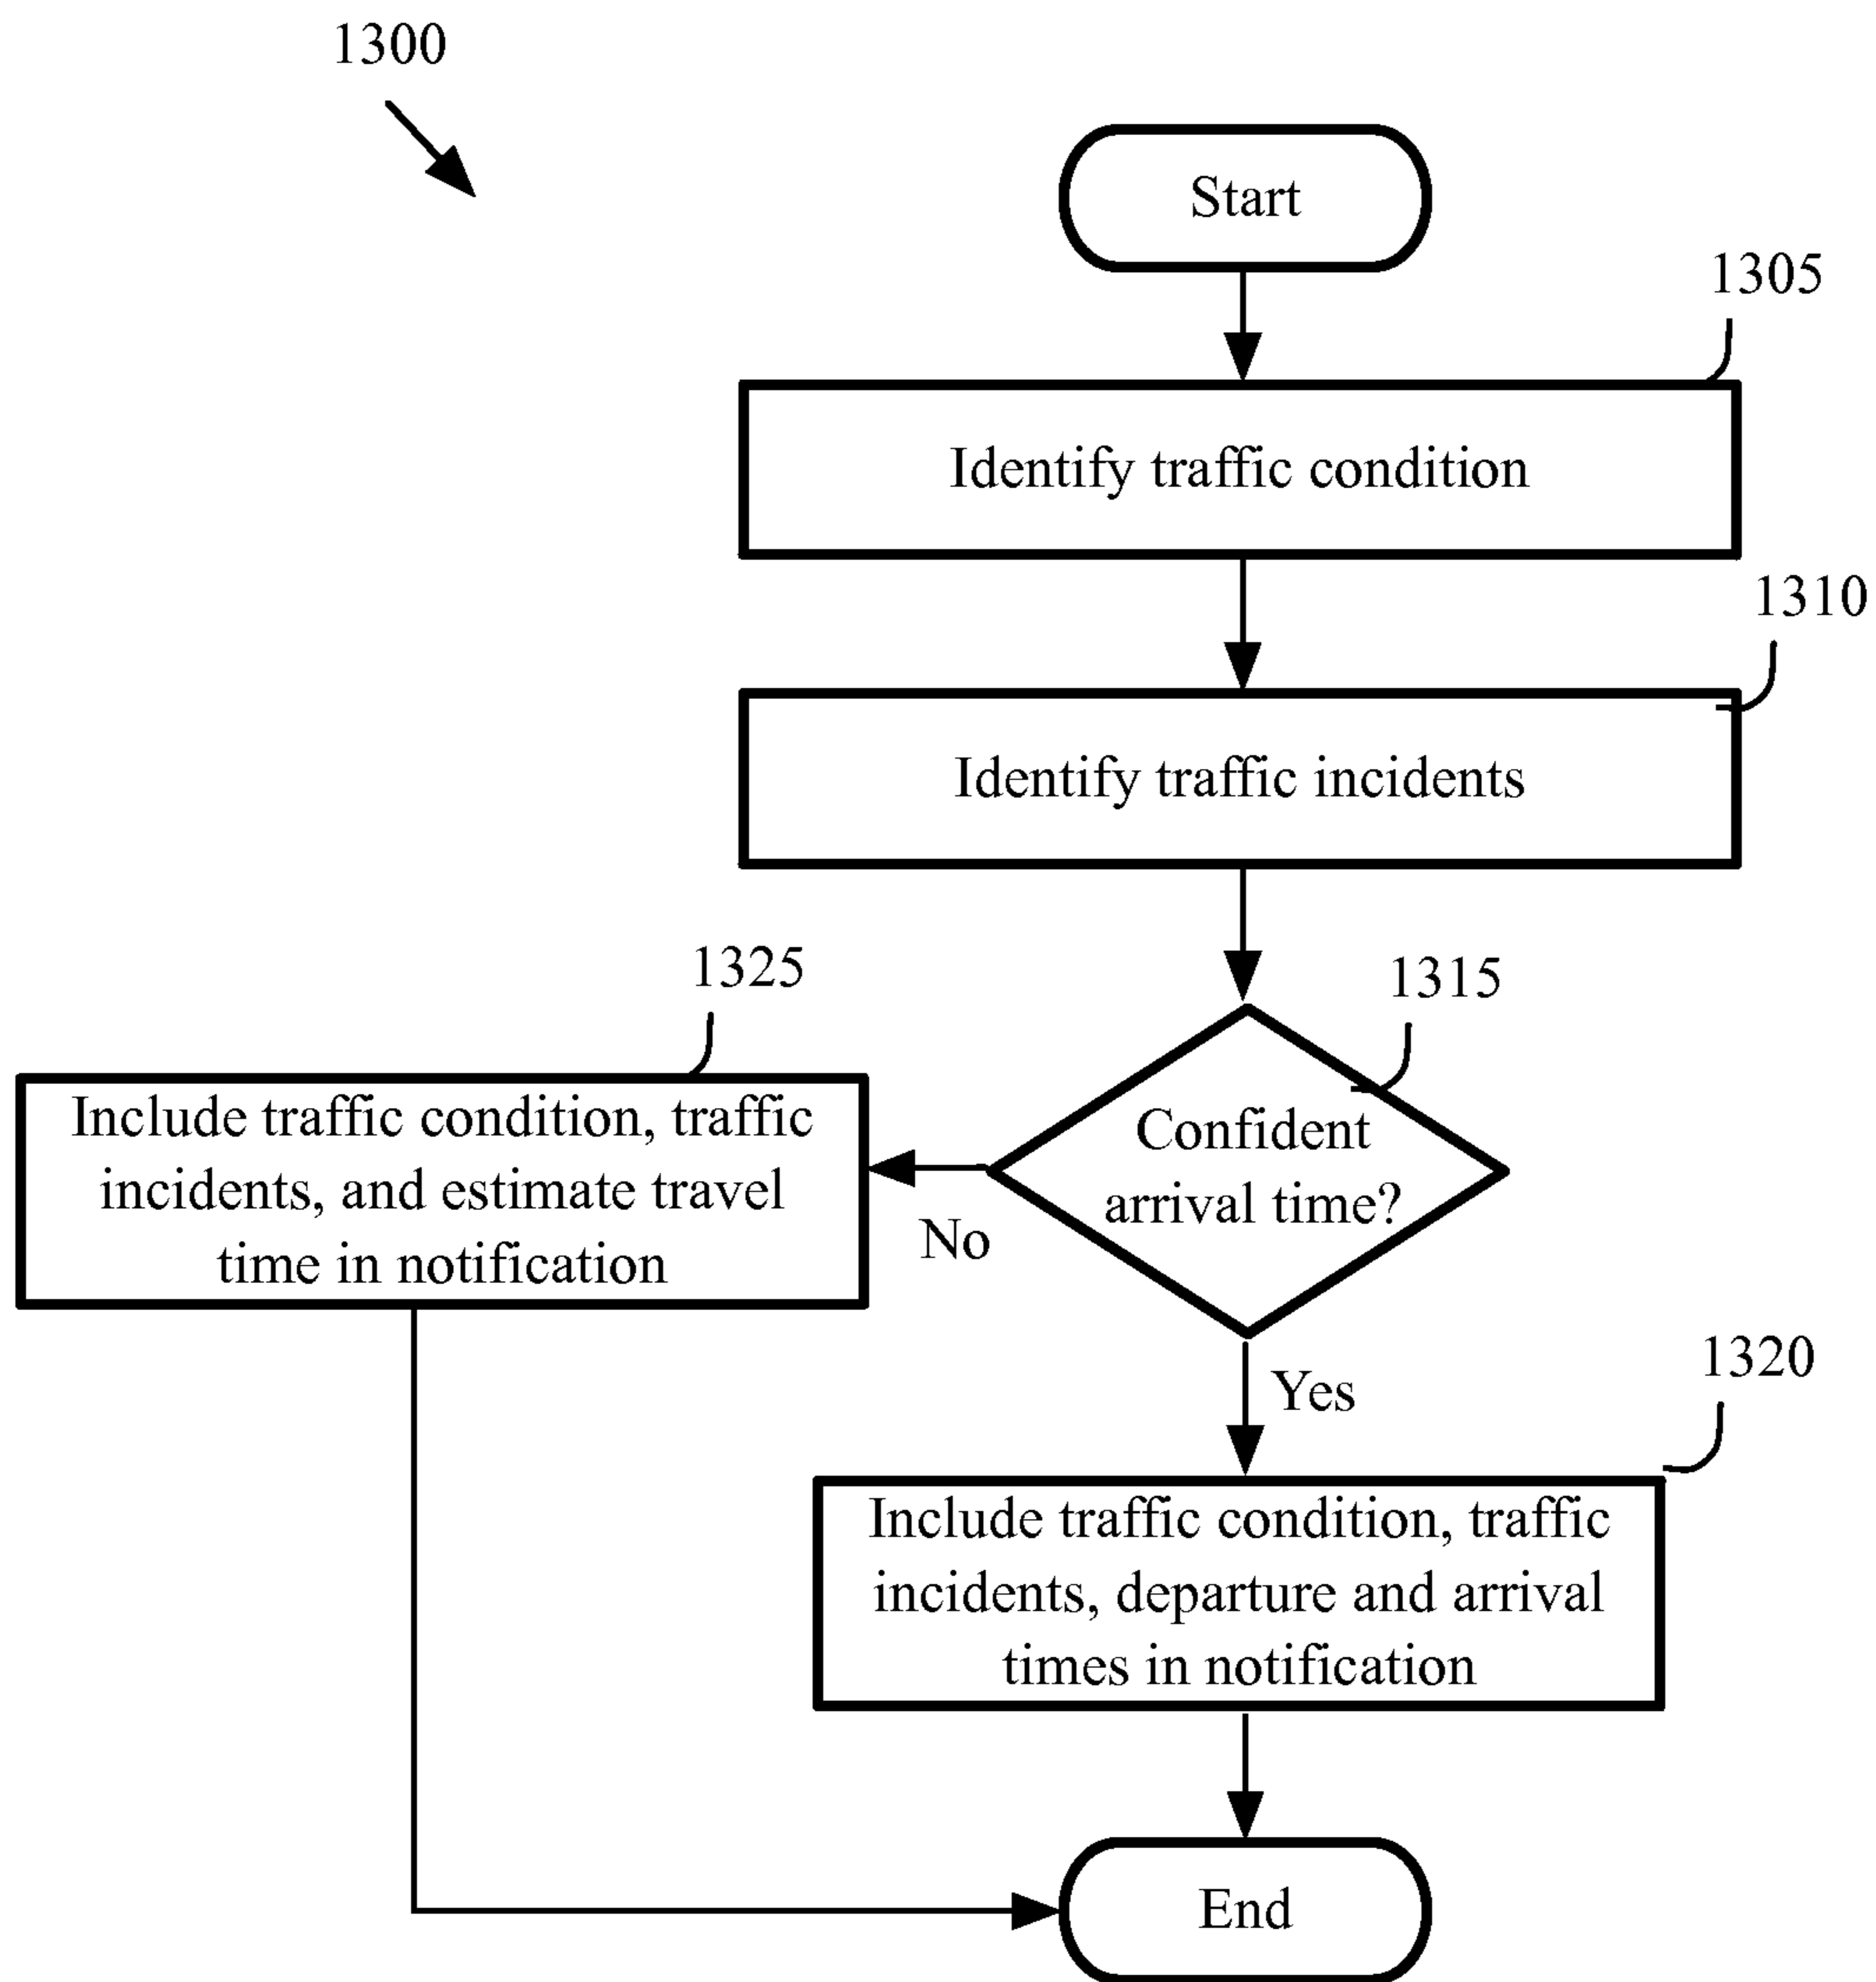 1300
Start
1305
Identify traffic condition
1310
Identify traffic incidents
1325
1315
Include traffic condition, traffic
incidents, and estimate travel
time in notification
Confident
arrival time?
No
Yes
1320
Include traffic condition, traffic
incidents, departure and arrival
times in notification
End